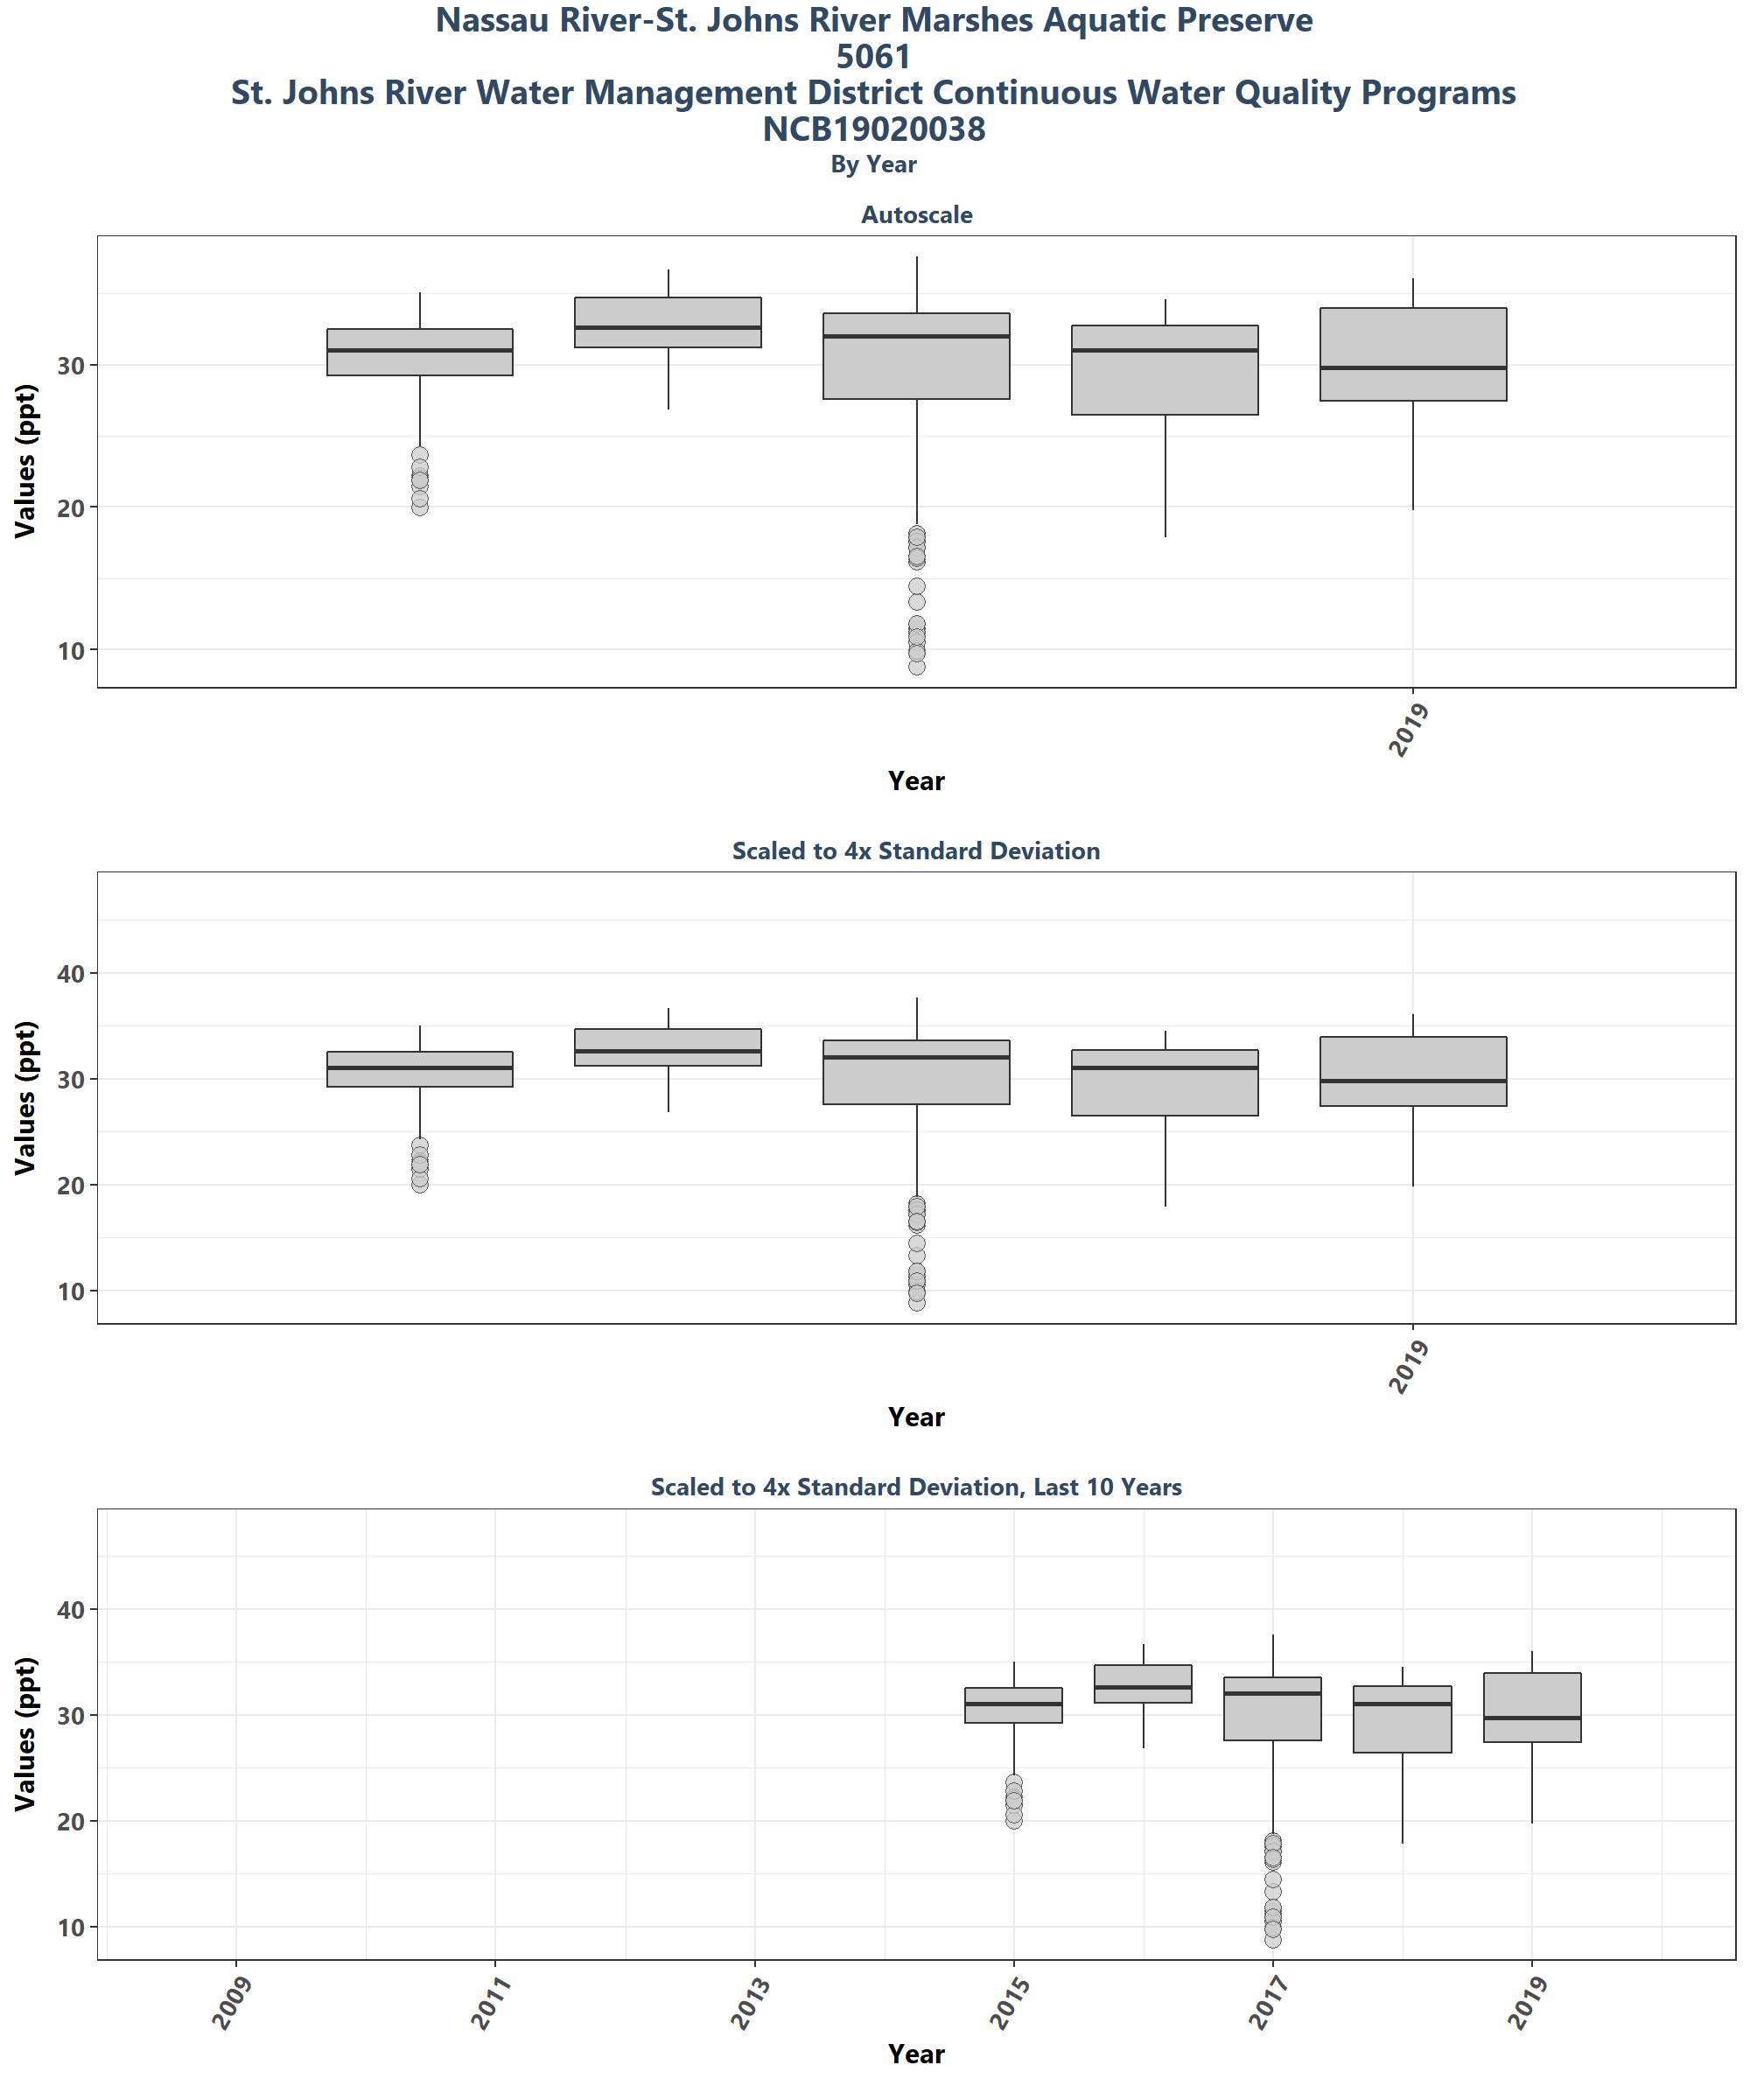 Nassau River-St. Johns River Marshes Aquatic Preserve
5061
St. Johns River Water Management District Continuous Water Quality Programs
NCB19020038
By Year
Autoscale
Values (ppt)
30
20
10
2019
Year
Scaled to 4x Standard Deviation
Values (ppt)
40
30
20
10
2019
Year
Scaled to 4x Standard Deviation, Last 10 Years
Values (ppt)
40
30
20
10
2009 2011 2013 2015 2017 2019
Year